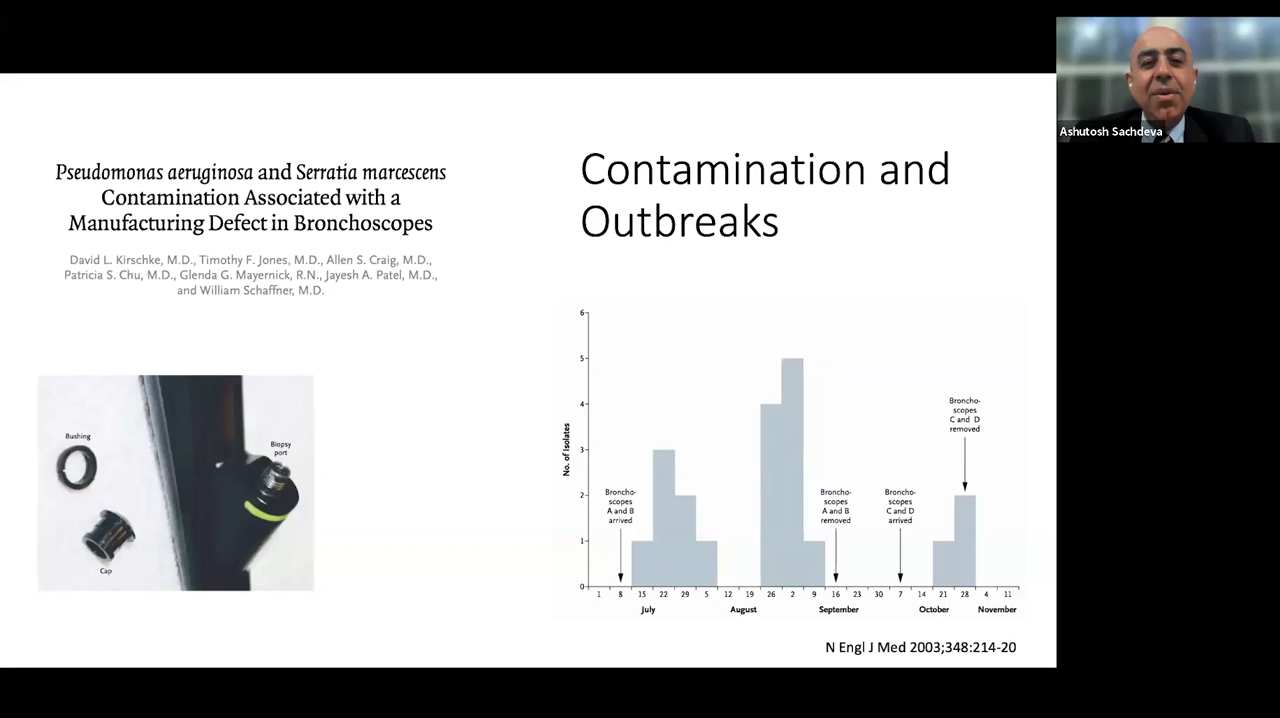 Pseudomonas aeruginosa and Serratia marcescens
Contamination Associated with a
Manufacturing Defect in Bronchoscopes
David L. Kirschke, M.D., Timothy F. Jones, M.D., Allen S. Craig, M.D.,
Patricia S. Chu, M.D., Glenda G. Mayernick, R.N., Jayesh A. Patel, M.D.,
and William Schaffner, M.D.
Bushing
Biopsy
port
Cap
Contamination and
Outbreaks
No. of Isolates
6
5
4
3
2
1
0
Broncho-
scopes
A and B
arrived
Broncho-
scopes
A and B
removed
Broncho-
scopes
C and D
arrived
Broncho-
scopes
C and D
removed
1 8 15 22 29 5 12 19 26 2 9 16 23 30 7 14 21 28 4 11
July August September October November
N Engl J Med 2003;348:214-20
Ashutosh Sachdeva